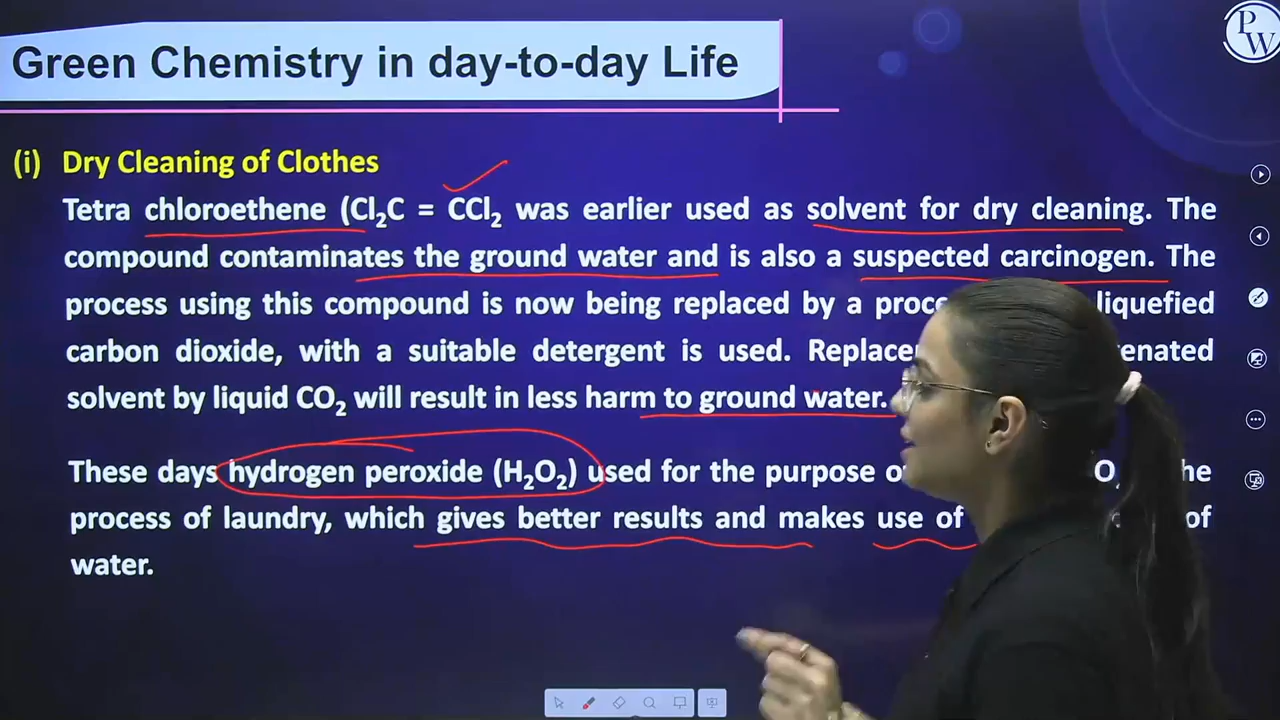 Green Chemistry in day-to-day Life
PW
(i) Dry Cleaning of Clothes
Tetra chloroethene (Cl₂C = CCl₂ was earlier used as solvent for dry cleaning. The
compound contaminates the ground water and is also a suspected carcinogen. The
process using this compound is now being replaced by a liquefied
carbon dioxide, with a suitable detergent is used.
solvent by liquid CO₂ will result in less harm to ground water.
These days hydrogen peroxide (H₂O₂) used for the purpose
process of laundry, which gives better results and makes use of of
water.